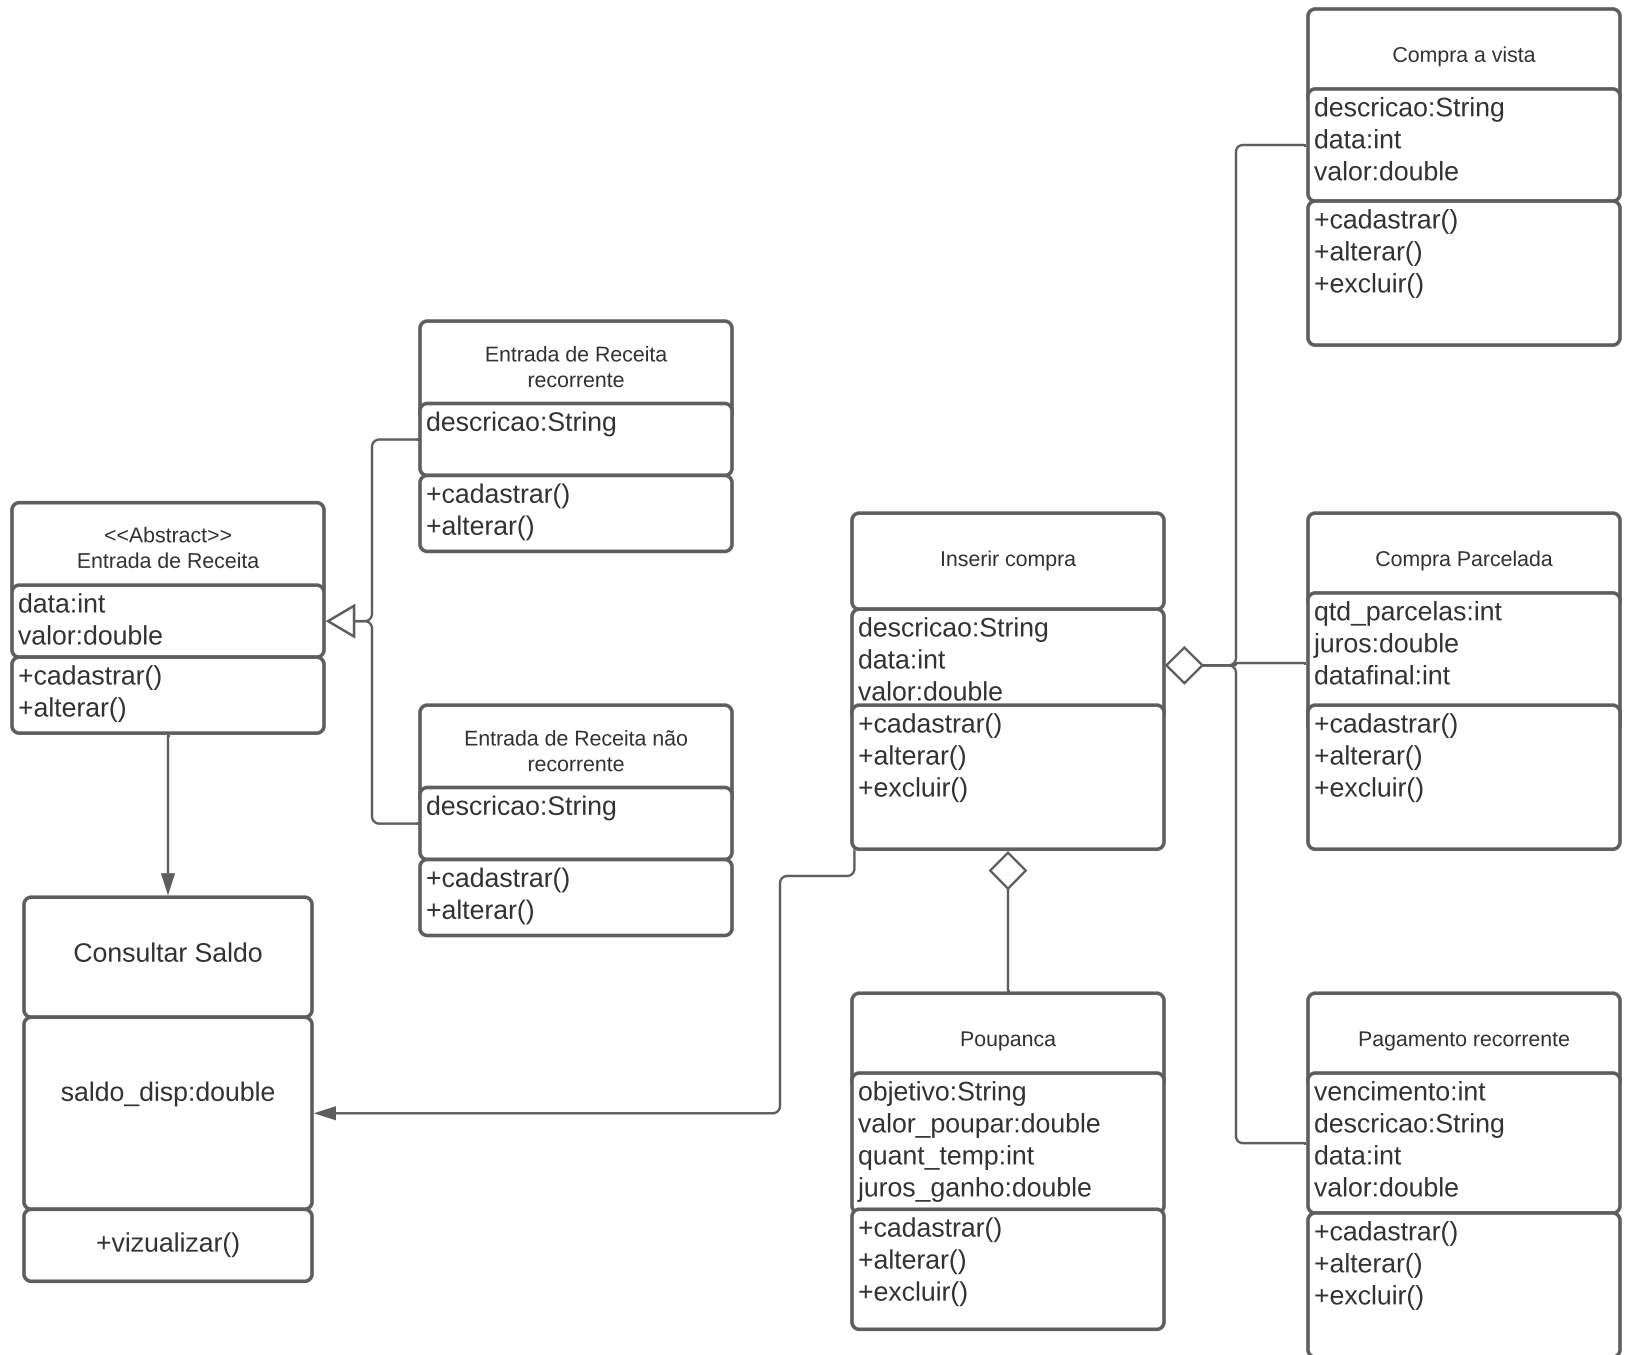 Compra a vista
descricao:String
data:int
valor:double
+cadastrar()
+alterar()
+excluir()
Entrada de Receita
recorrente
descricao:String
+cadastrar()
+alterar()
<<Abstract>>
Entrada de Receita
data:int
valor:double
+cadastrar()
+alterar()
Entrada de Receita não
recorrente
descricao:String
+cadastrar()
+alterar()
Inserir compra
descricao:String
data:int
valor:double
+cadastrar()
+alterar()
+excluir()
Compra Parcelada
qtd_parcelas:int
juros:double
datafinal:int
+cadastrar()
+alterar()
+excluir()
Consultar Saldo
saldo_disp:double
+vizualizar()
Poupanca
objetivo:String
valor_poupar:double
quant_temp:int
juros_ganho:double
+cadastrar()
+alterar()
+excluir()
Pagamento recorrente
vencimento:int
descricao:String
data:int
valor:double
+cadastrar()
+alterar()
+excluir()